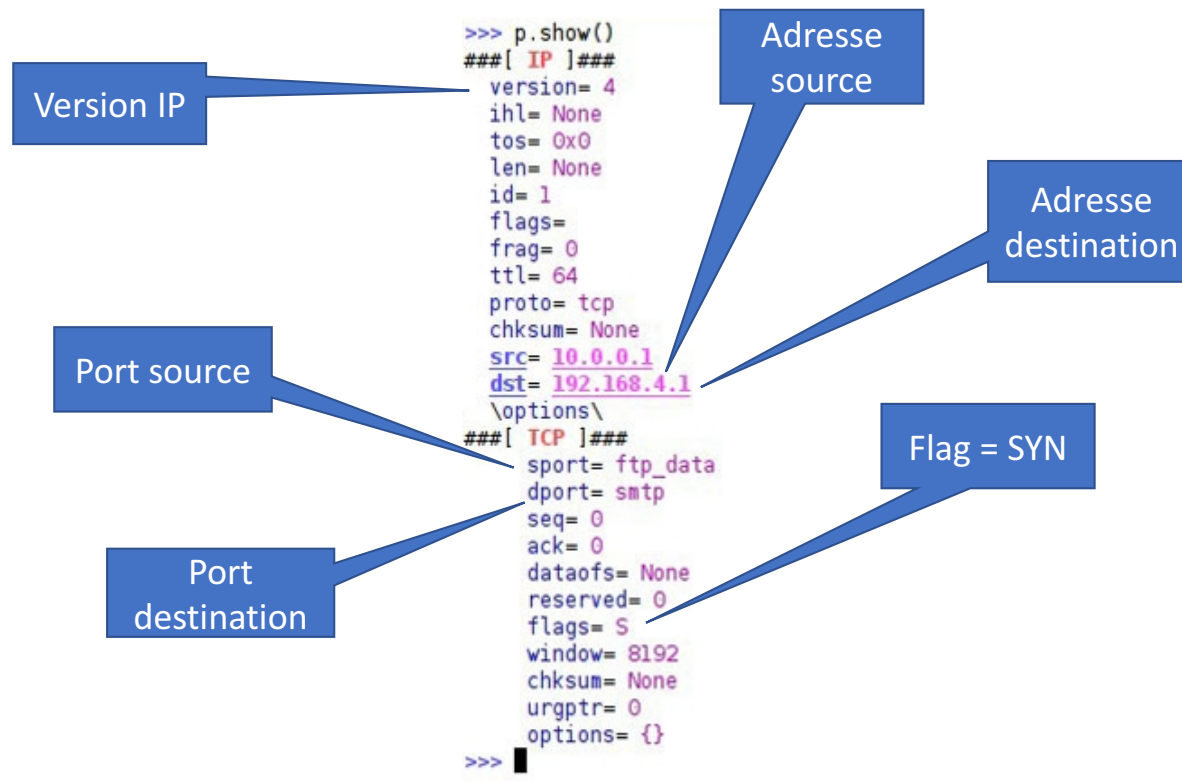 >>> p.show()
###[ IP ]###
version= 4
ihl= None
tos= 0x0
len= None
id= 1
flags=
frag= 0
ttl= 64
proto= tcp
chksum= None
src= 10.0.0.1
dst= 192.168.4.1
\options\
###[ TCP ]###
sport= ftp_data
dport= smtp
seq= 0
ack= 0
dataofs= None
reserved= 0
flags= S
window= 8192
chksum= None
urgptr= 0
options= {}
>>>
Version IP
Adresse
source
Adresse
destination
Port source
Flag = SYN
Port
destination